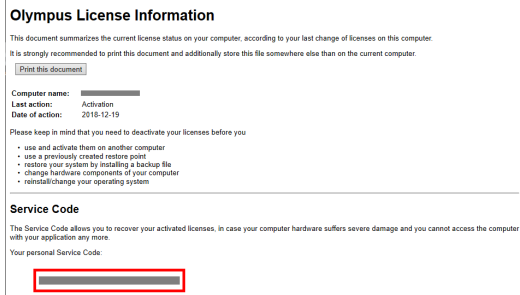 Olympus License Information
This document summarizes the current license status on your computer, according to your last change of licenses on this computer.
It is strongly recommended to print this document and additionally store this file somewhere else than on the current computer.
Print this document
Computer name:
Last action: Activation
Date of action: 2018-12-19
Please keep in mind that you need to deactivate your licenses before you
• use and activate them on another computer
• use a previously created restore point
• restore your system by installing a backup file
• change hardware components of your computer
• reinstall/change your operating system
Service Code
The Service Code allows you to recover your activated licenses, in case your computer hardware suffers severe damage and you cannot access the computer
with your application any more.
Your personal Service Code: